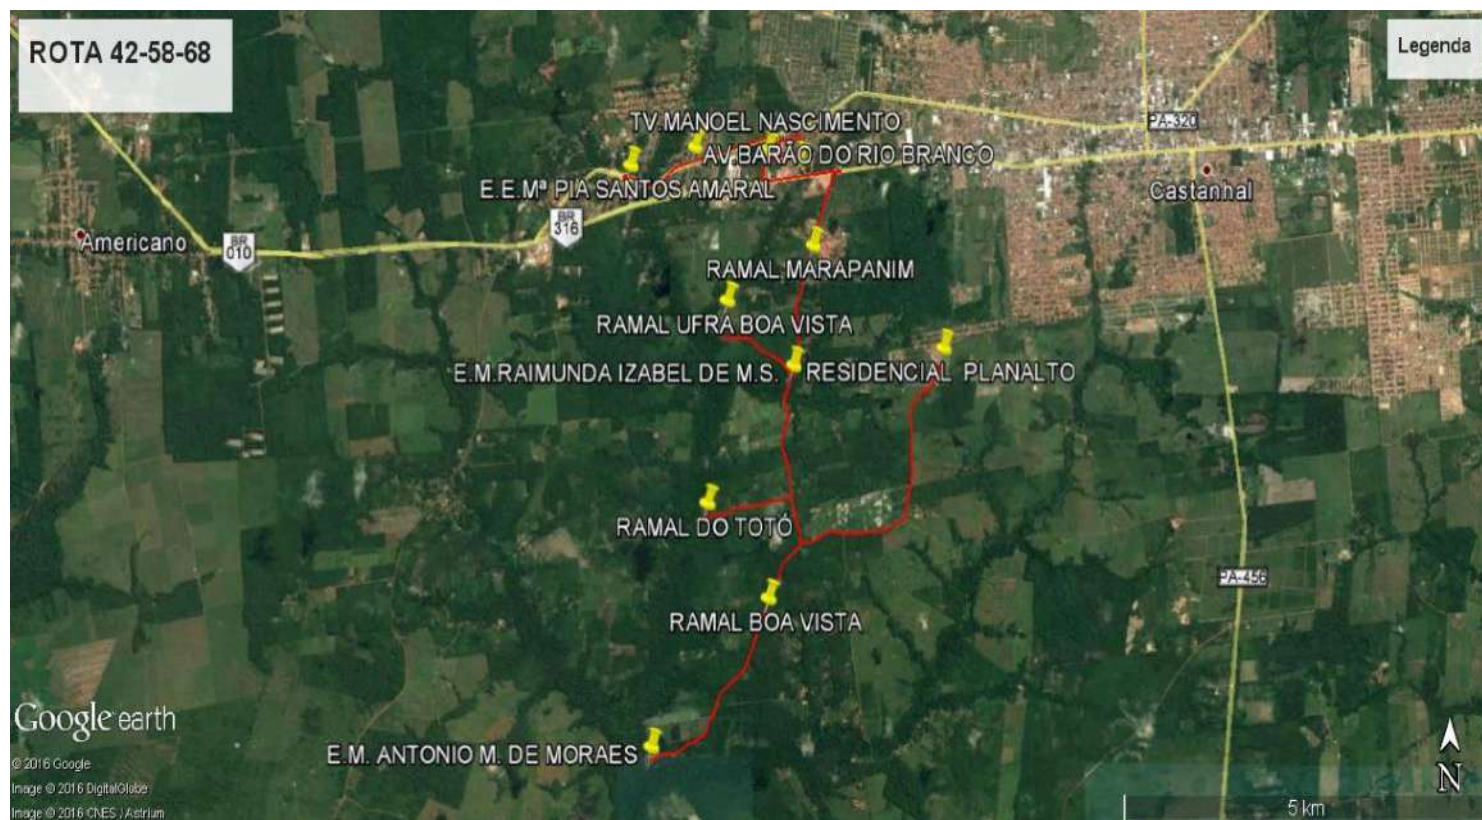 ROTA 42-58-68
Legenda
TV.MANOEL NASCIMENTO
PA-320
AV.BARÃO DO RIO BRANCO
E.E.Mª PIA SANTOS AMARAL
Castanhal
BR
316
Americano
BR
010
RAMAL MARAPANIM
RAMAL UFRA BOA VISTA
E.M.RAIMUNDA IZABEL DE M.S.
RESIDENCIAL PLANALTO
RAMAL DO TOTÓ
PA-456
RAMAL BOA VISTA
Google earth
E.M. ANTONIO M. DE MORAES
© 2016 Google
Image © 2016 DigitalGlobe
Image © 2016 CNES / Astrium
N
5 km